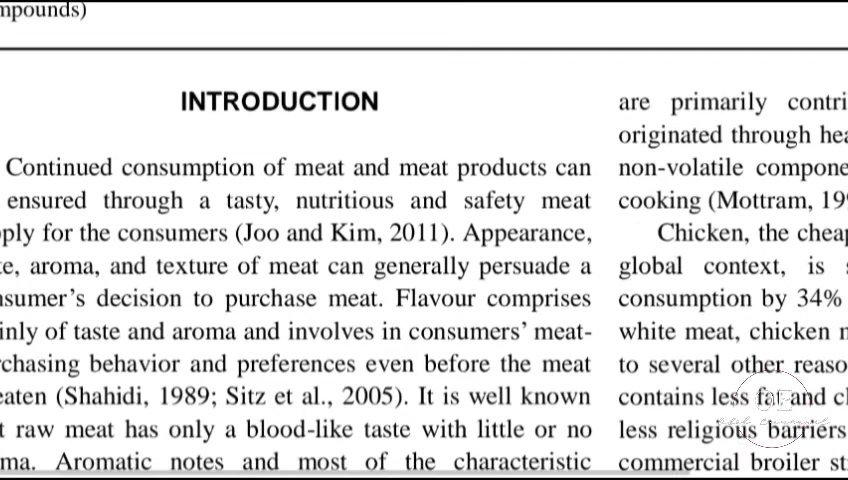 mpounds)
INTRODUCTION
Continued consumption of meat and meat products can
ensured through a tasty, nutritious and safety meat
ply for the consumers (Joo and Kim, 2011). Appearance,
e, aroma, and texture of meat can generally persuade a
nsumer's decision to purchase meat. Flavour comprises
inly of taste and aroma and involves in consumers' meat-
chasing behavior and preferences even before the meat
eaten (Shahidi, 1989; Sitz et al., 2005). It is well known
t raw meat has only a blood-like taste with little or no
ma. Aromatic notes and most of the characteristic
are primarily contri
originated through hea
non-volatile compone
cooking (Mottram, 199
Chicken, the cheap
global context, is s
consumption by 34%
white meat, chicken m
to several other reaso
contains less fat and c
less religious barriers
commercial broiler st